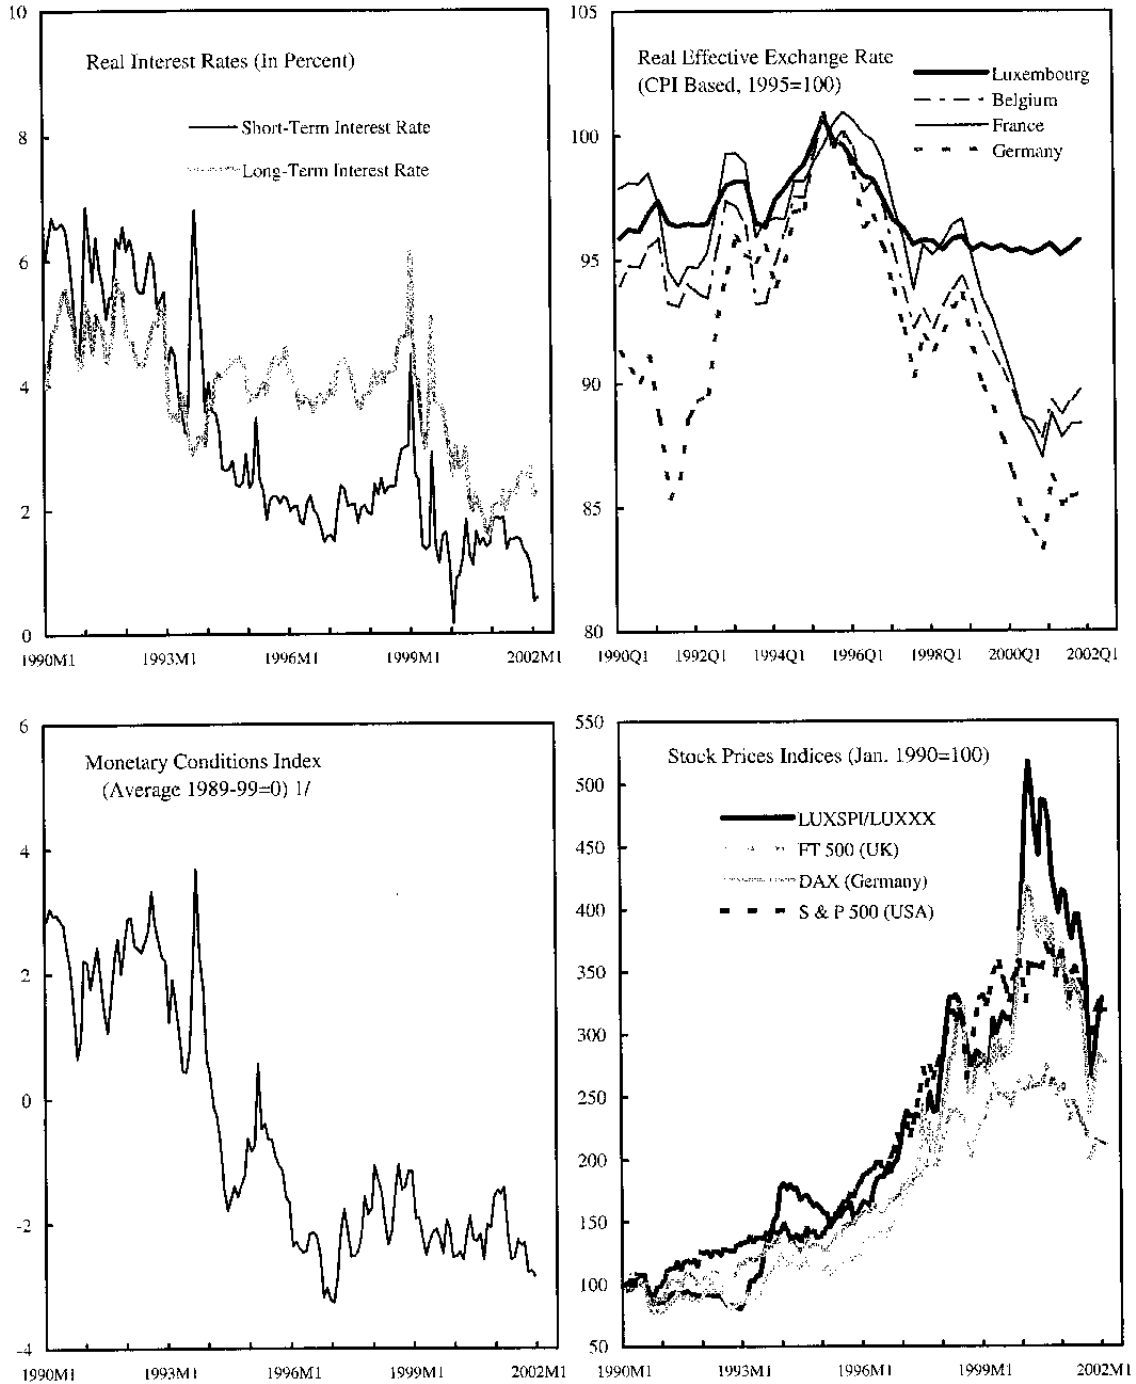 10
8
6
4
2
0
Real Interest Rates (In Percent)
Short-Term Interest Rate
Long-Term Interest Rate
1990M1 1993M1 1996M1 1999M1 2002M1
105
100
95
90
85
80
Real Effective Exchange Rate
(CPI Based, 1995=100)
Luxembourg
Belgium
France
Germany
1990Q1 1992Q1 1994Q1 1996Q1 1998Q1 2000Q1 2002Q1
6
4
2
0
-2
-4
Monetary Conditions Index
(Average 1989-99=0) 1/
1990M1 1993M1 1996M1 1999M1 2002M1
550
500
450
400
350
300
250
200
150
100
50
Stock Prices Indices (Jan. 1990=100)
LUXSPI/LUXXX
FT 500 (UK)
DAX (Germany)
S & P 500 (USA)
1990M1 1993M1 1996M1 1999M1 2002M1